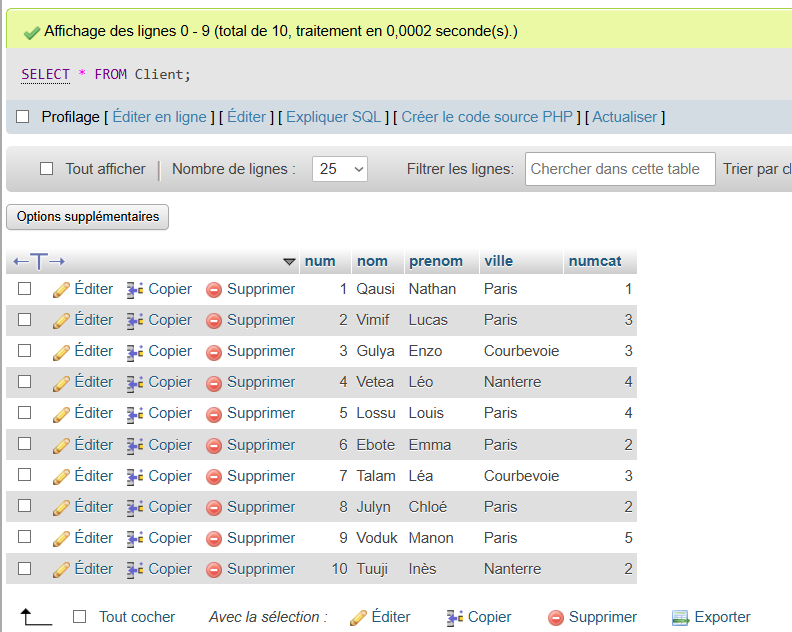 Affichage des lignes 0 - 9 (total de 10, traitement en 0,0002 seconde(s).)
SELECT * FROM Client;
Profilage [ Éditer en ligne ] [ Éditer ] [ Expliquer SQL ] [ Créer le code source PHP ] [ Actualiser ]
Tout afficher | Nombre de lignes : 25 Filtrer les lignes: Chercher dans cette table Trier par cl
Options supplémentaires
←T→ num nom prenom ville numcat
Éditer Copier Supprimer 1 Qausi Nathan Paris 1
Éditer Copier Supprimer 2 Vimif Lucas Paris 3
Éditer Copier Supprimer 3 Gulya Enzo Courbevoie 3
Éditer Copier Supprimer 4 Vetea Léo Nanterre 4
Éditer Copier Supprimer 5 Lossu Louis Paris 4
Éditer Copier Supprimer 6 Ebote Emma Paris 2
Éditer Copier Supprimer 7 Talam Léa Courbevoie 3
Éditer Copier Supprimer 8 Julyn Chloé Paris 2
Éditer Copier Supprimer 9 Voduk Manon Paris 5
Éditer Copier Supprimer 10 Tuuji Inès Nanterre 2
Tout cocher Avec la sélection : Éditer Copier Supprimer Exporter